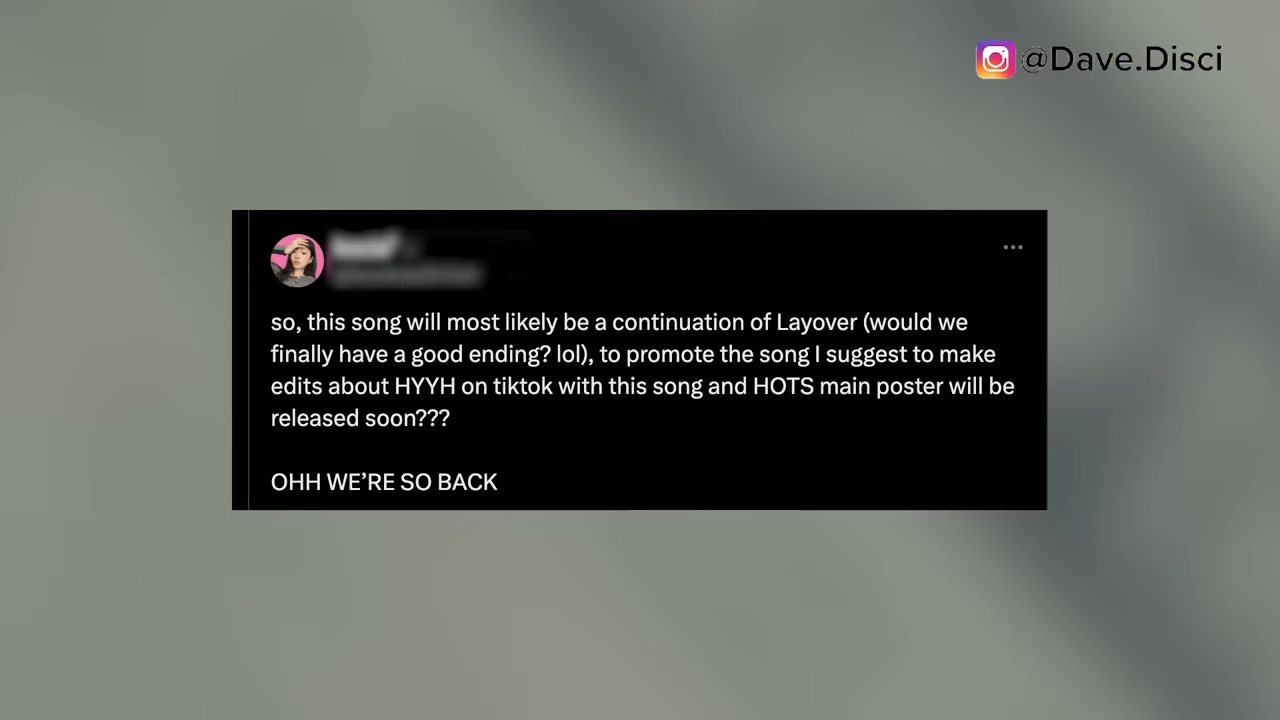 @Dave.Disci
so, this song will most likely be a continuation of Layover (would we
finally have a good ending? lol), to promote the song I suggest to make
edits about HYYH on tiktok with this song and HOTS main poster will be
released soon???
OHH WE’RE SO BACK